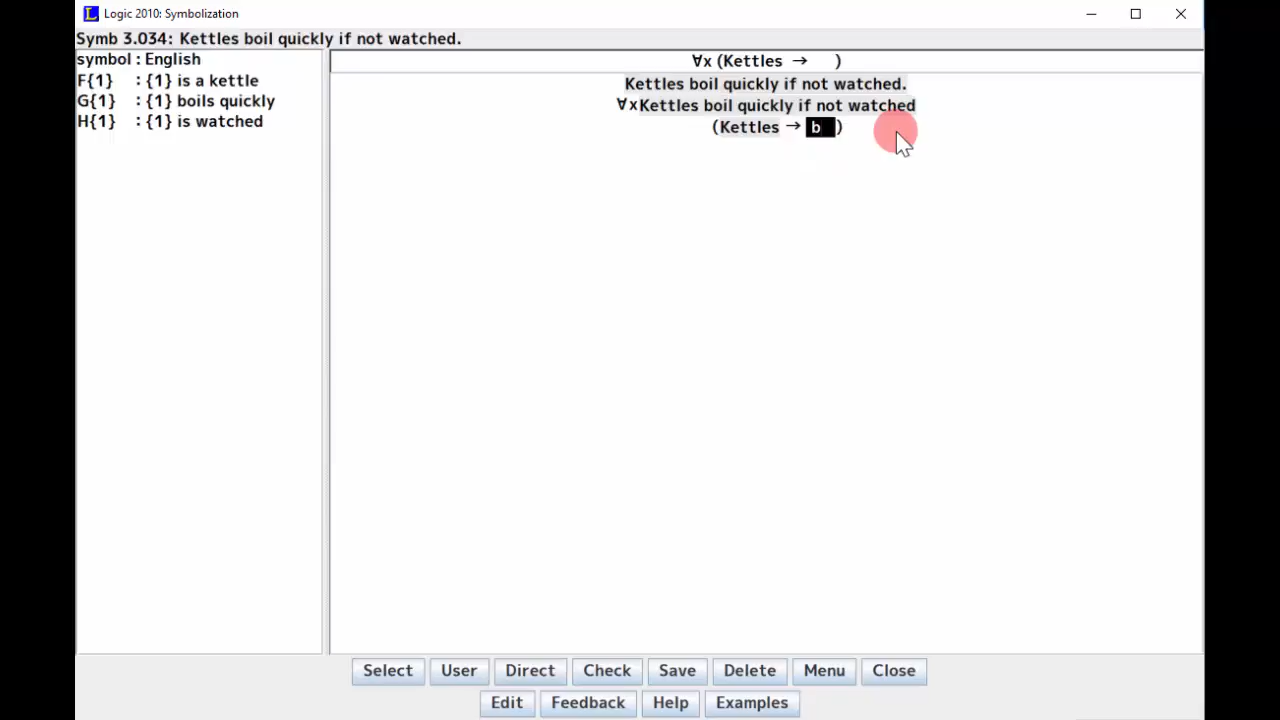 Logic 2010: Symbolization
Symb 3.034: Kettles boil quickly if not watched.
symbol : English
F{1} : {1} is a kettle
G{1} : {1} boils quickly
H{1} : {1} is watched
∀x (Kettles → )
Kettles boil quickly if not watched.
∀xKettles boil quickly if not watched
(Kettles → b )
Select User Direct Check Save Delete Menu Close
Edit Feedback Help Examples